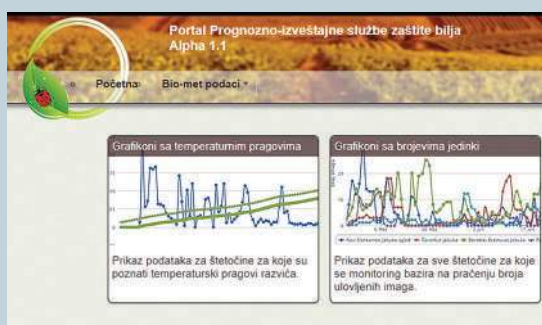 Portal Prognozno-izveštajne službe zaštite bilja
Alpha 1.1
Početna
Bio-met podaci
Grafikoni sa temperaturnim pragovima
Prikaz podataka za štetočine za koje su
poznati temperaturski pragovi razvića.
Grafikoni sa brojevima jedinki
Prikaz podataka za sve štetočine za koje
se monitoring bazira na praćenju broja
ulovljenih imaga.